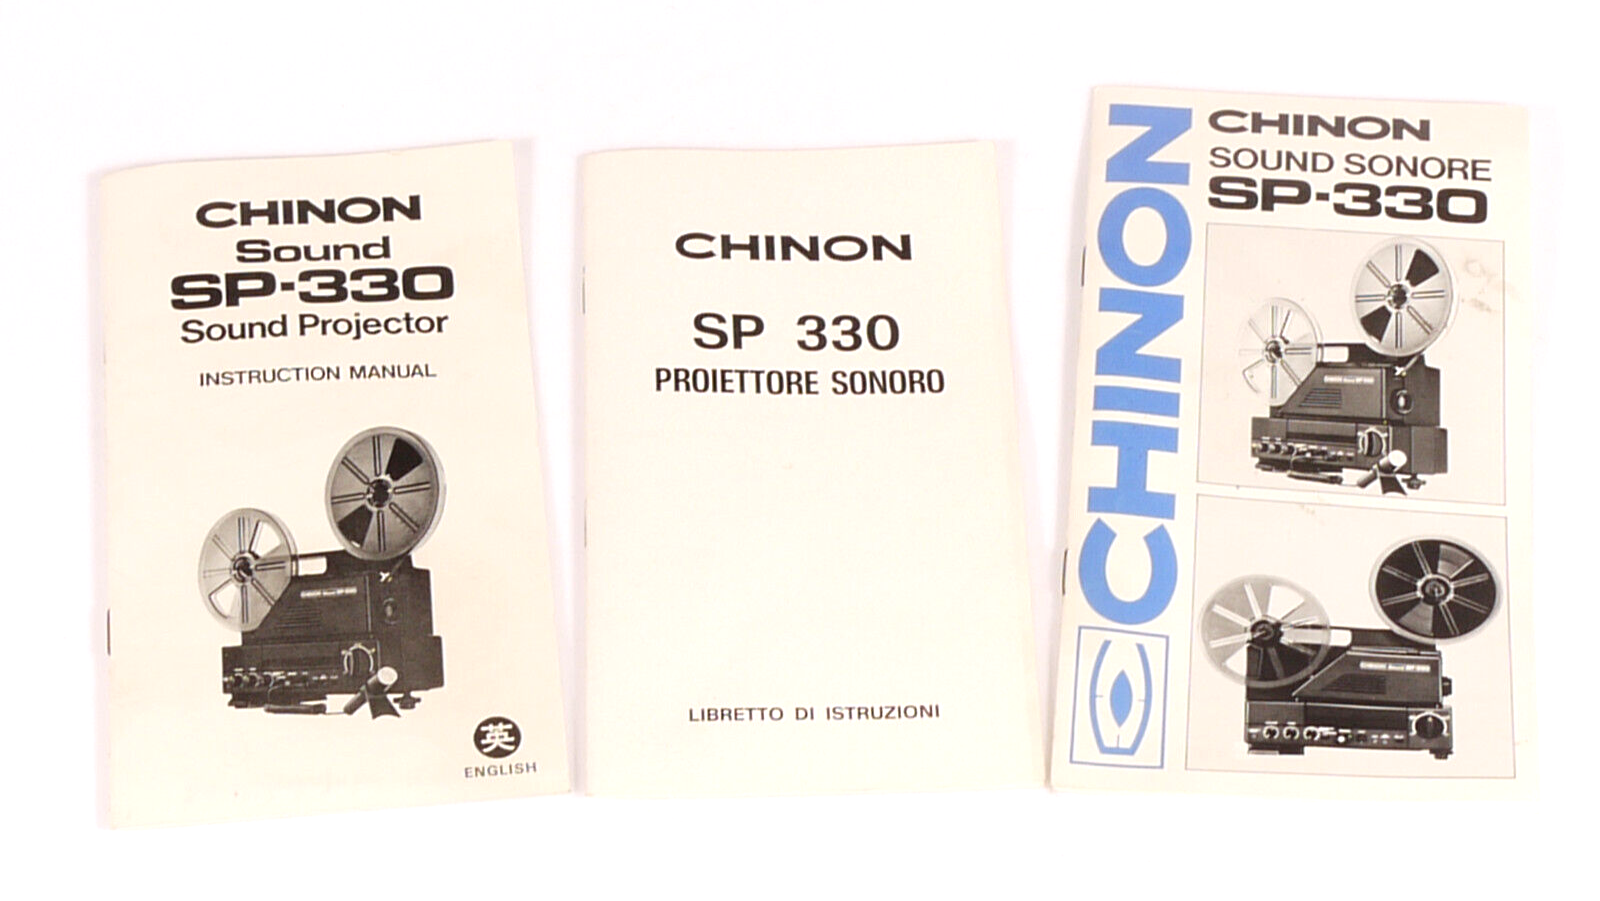 CHINON
Sound
SP-330
Sound Projector
INSTRUCTION MANUAL
英
ENGLISH
CHINON
SP 330
PROIETTORE SONORO
LIBRETTO DI ISTRUZIONI
CHINON
CHINON
SOUND SONORE
SP-330